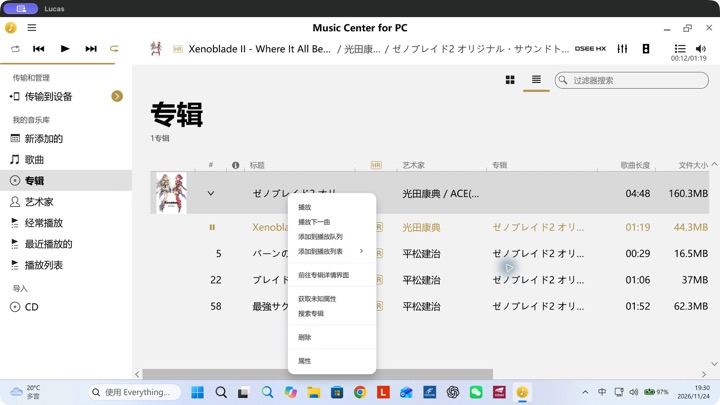 Lucas
Music Center for PC
HR Xenoblade II - Where It All Be... / 光田康... / ゼノブレイド2 オリジナル・サウンドト... DSEE HX
00:12/01:19
传输和管理
传输到设备
我的音乐库
新添加的
歌曲
专辑
艺术家
经常播放
最近播放的
播放列表
导入
CD
过滤器搜索
专辑
1专辑
# 标题 HR 艺术家 专辑 歌曲长度 文件大小
ゼノブレイド2 オリ 光田康典 / ACE(... 04:48 160.3MB
Xenobla R 光田康典 ゼノブレイド2 オリ... 01:19 44.3MB
5 バーンの 平松建治 ゼノブレイド2 オリ... 00:29 16.5MB
22 ブレイド R 平松建治 ゼノブレイド2 オリ... 01:06 37MB
58 最強サク R 平松建治 ゼノブレイド2 オリ... 01:52 62.3MB
播放
播放下一曲
添加到播放队列
添加到播放列表
前往专辑详情界面
获取未知属性
搜索专辑
删除
属性
20°C
多雲
使用 Everything...
中
97%
19:30
2026/11/24